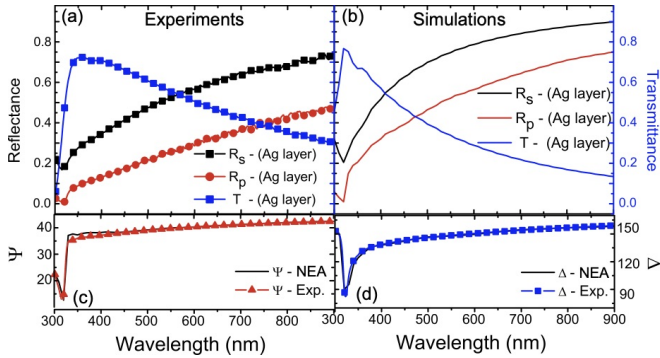 (a) Experiments
(b) Simulations
Reflectance
0.8
0.6
0.4
0.2
0.0
Rs - (Ag layer)
Rp - (Ag layer)
T - (Ag layer)
Rs - (Ag layer)
Rp - (Ag layer)
T - (Ag layer)
0.8
0.6
0.4
0.2
0.0
Transmittance
Ψ
40
30
20
Ψ - NEA
Ψ - Exp.
(c)
(d)
Δ - NEA
Δ - Exp.
150
120
90
Δ
300 400 500 600 700 800
300 400 500 600 700 800 900
Wavelength (nm)
Wavelength (nm)